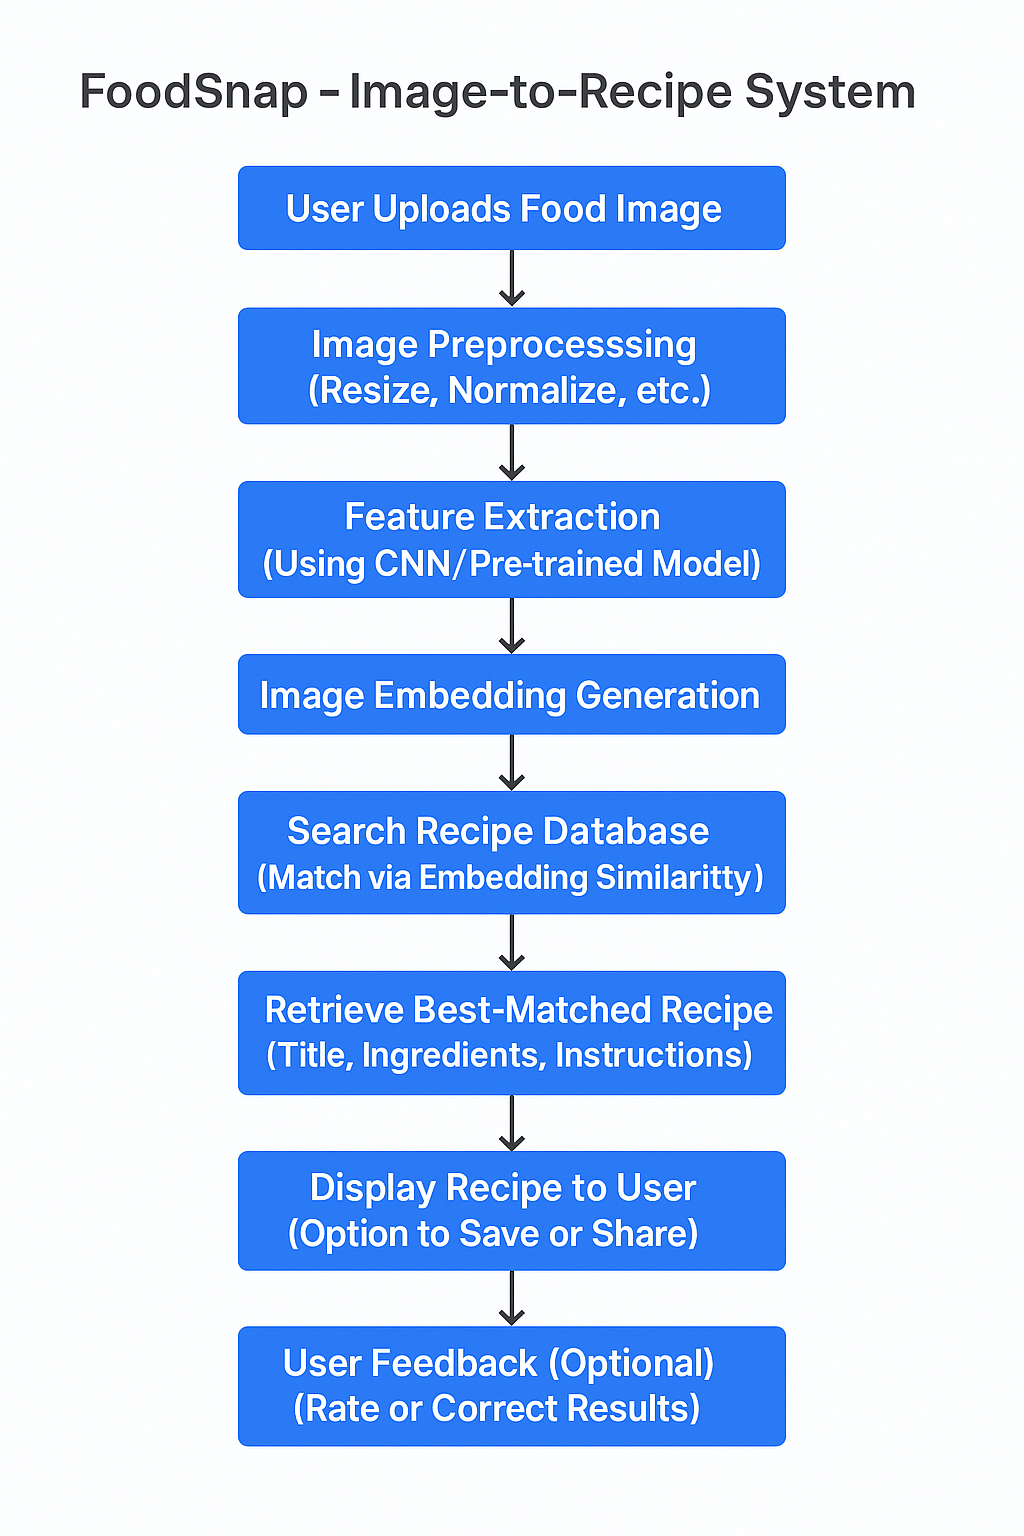 FoodSnap - Image-to-Recipe System
User Uploads Food Image
Image Preprocesssing
(Resize, Normalize, etc.)
Feature Extraction
(Using CNN/Pre-trained Model)
Image Embedding Generation
Search Recipe Database
(Match via Embedding Similaritty)
Retrieve Best-Matched Recipe
(Title, Ingredients, Instructions)
Display Recipe to User
(Option to Save or Share)
User Feedback (Optional)
(Rate or Correct Results)